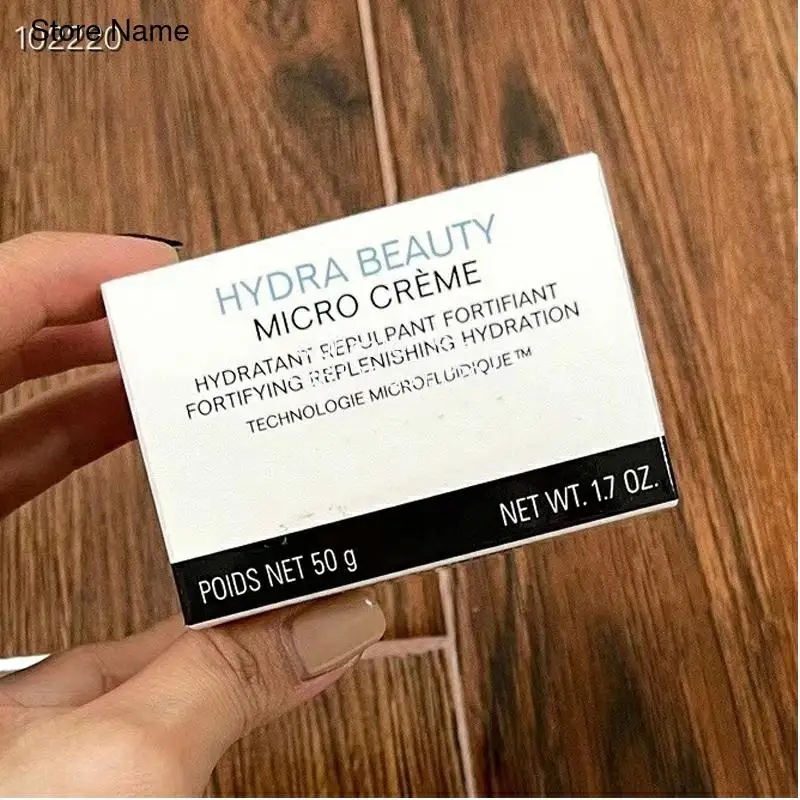 Store Name
102220
HYDRA BEAUTY
MICRO CRÈME
HYDRATANT REPULPANT FORTIFIANT
FORTIFYING REPLENISHING HYDRATION
TECHNOLOGIE MICROFLUIDIQUE™
POIDS NET 50 g
NET WT. 1.7 OZ.